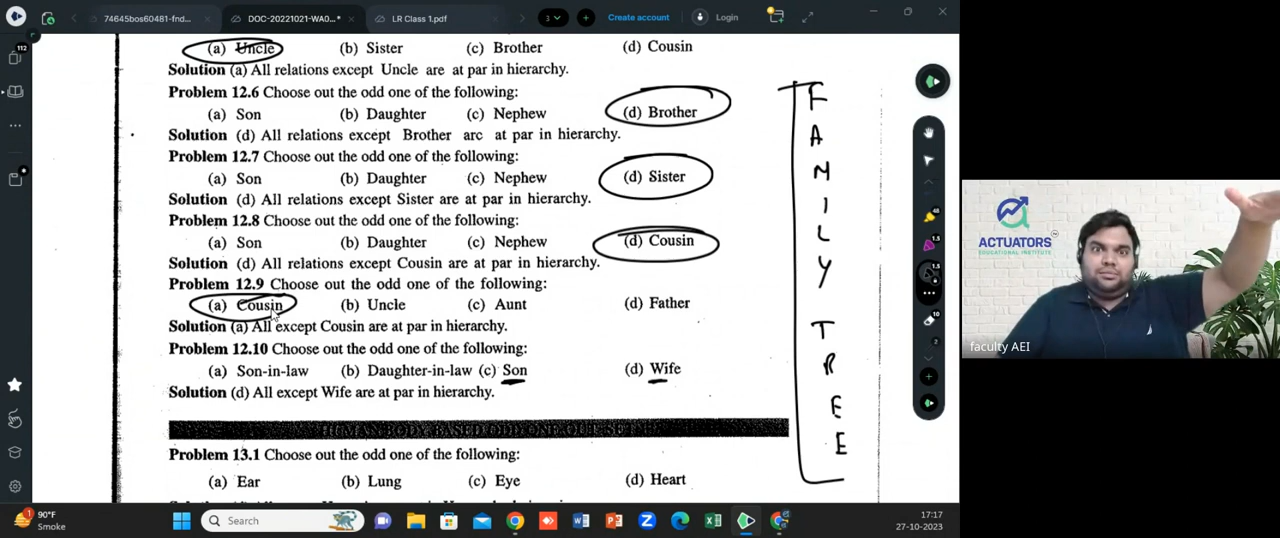 74645bos60481-fnd...
DOC-20221021-WA0...*
LR Class 1.pdf
3
Create account
Login
112
(a) Uncle (b) Sister (c) Brother (d) Cousin
Solution (a) All relations except Uncle are at par in hierarchy.
Problem 12.6 Choose out the odd one of the following:
(a) Son (b) Daughter (c) Nephew (d) Brother
Solution (d) All relations except Brother arc at par in hierarchy.
Problem 12.7 Choose out the odd one of the following:
(a) Son (b) Daughter (c) Nephew (d) Sister
Solution (d) All relations except Sister are at par in hierarchy.
Problem 12.8 Choose out the odd one of the following:
(a) Son (b) Daughter (c) Nephew (d) Cousin
Solution (d) All relations except Cousin are at par in hierarchy.
Problem 12.9 Choose out the odd one of the following:
(a) Cousin (b) Uncle (c) Aunt (d) Father
Solution (a) All except Cousin are at par in hierarchy.
Problem 12.10 Choose out the odd one of the following:
(a) Son-in-law (b) Daughter-in-law (c) Son (d) Wife
Solution (d) All except Wife are at par in hierarchy.
HUMAN BODY BASED ODD ONE OUT
Problem 13.1 Choose out the odd one of the following:
(a) Ear (b) Lung (c) Eye (d) Heart
FAMILY
TREE
ACTUATORS
EDUCATIONAL INSTITUTE
faculty AEI
1
90°F
Smoke
Search
17:17
27-10-2023